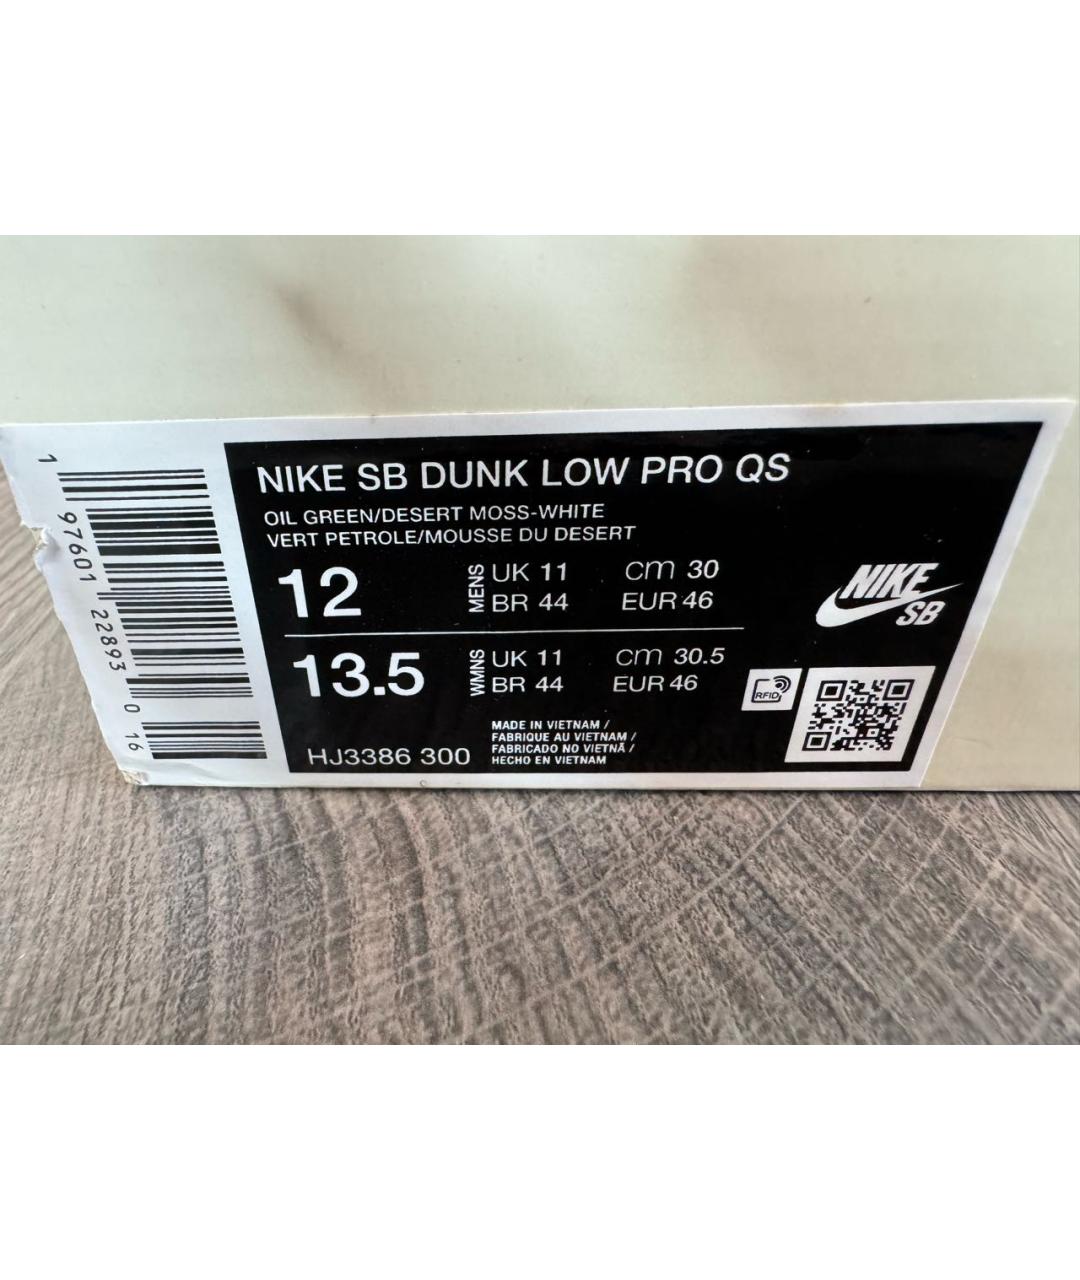 NIKE SB DUNK LOW PRO QS
OIL GREEN/DESERT MOSS-WHITE
VERT PETROLE/MOUSSE DU DESERT
12 MENS UK 11 CM 30
BR 44 EUR 46
13.5 WMNS UK 11 CM 30.5
BR 44 EUR 46
HJ3386 300
MADE IN VIETNAM /
FABRIQUE AU VIETNAM /
FABRICADO NO VIETNÃ /
HECHO EN VIETNAM
NIKE
SB
RFID
1 97601 22893 0 16